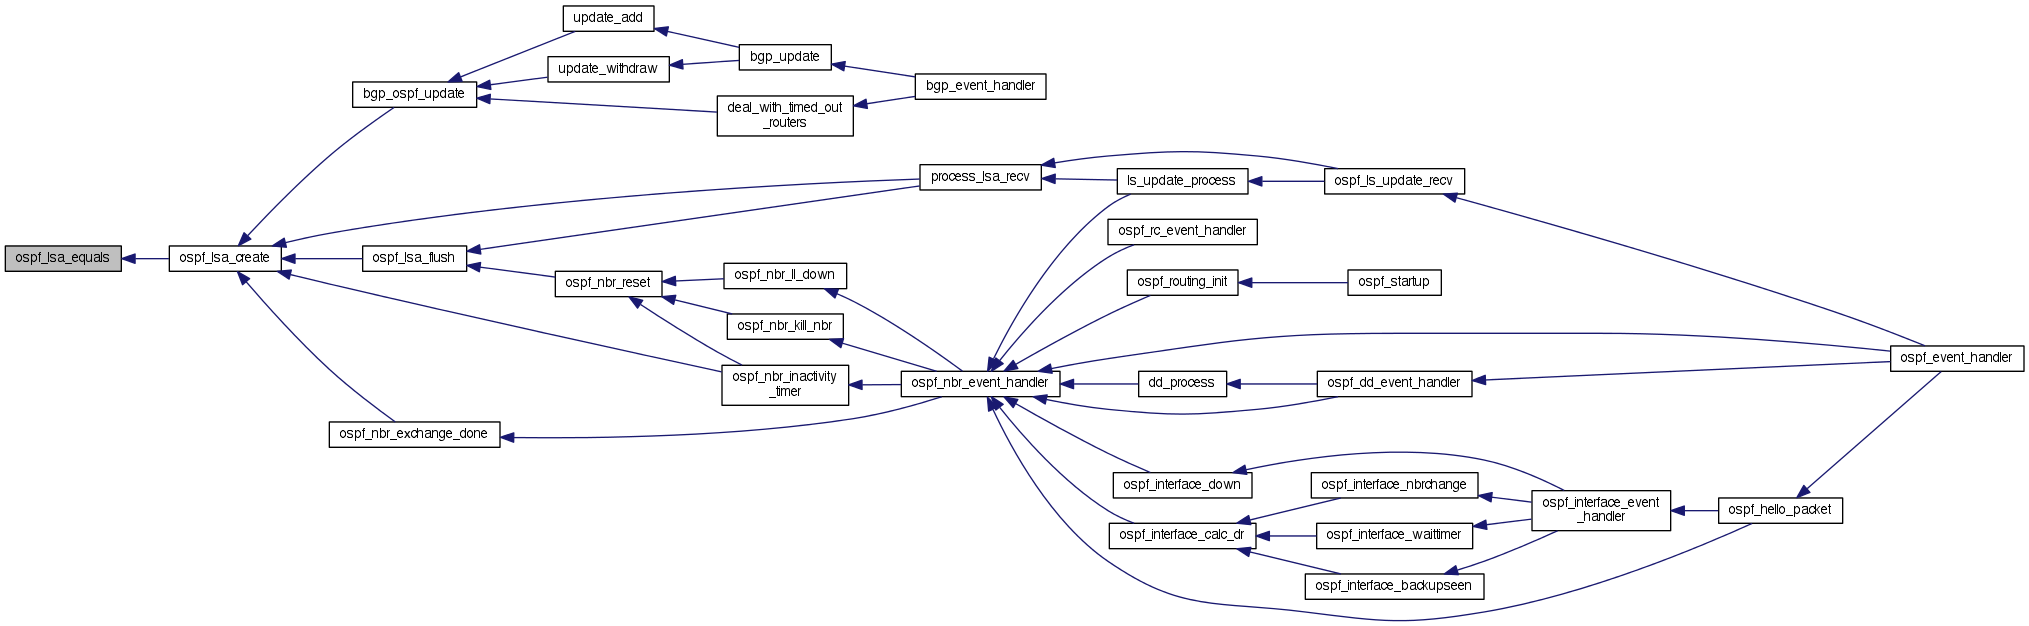 update_add
bgp_update
update_withdraw
bgp_ospf_update
bgp_event_handler
deal_with_timed_out
_routers
process_lsa_recv
ls_update_process
ospf_ls_update_recv
ospf_rc_event_handler
ospf_lsa_equals
ospf_lsa_create
ospf_lsa_flush
ospf_nbr_reset
ospf_nbr_ll_down
ospf_routing_init
ospf_startup
ospf_nbr_kill_nbr
ospf_event_handler
ospf_nbr_inactivity
_timer
ospf_nbr_event_handler
dd_process
ospf_dd_event_handler
ospf_nbr_exchange_done
ospf_interface_down
ospf_interface_nbrchange
ospf_interface_event
_handler
ospf_hello_packet
ospf_interface_calc_dr
ospf_interface_waittimer
ospf_interface_backupseen